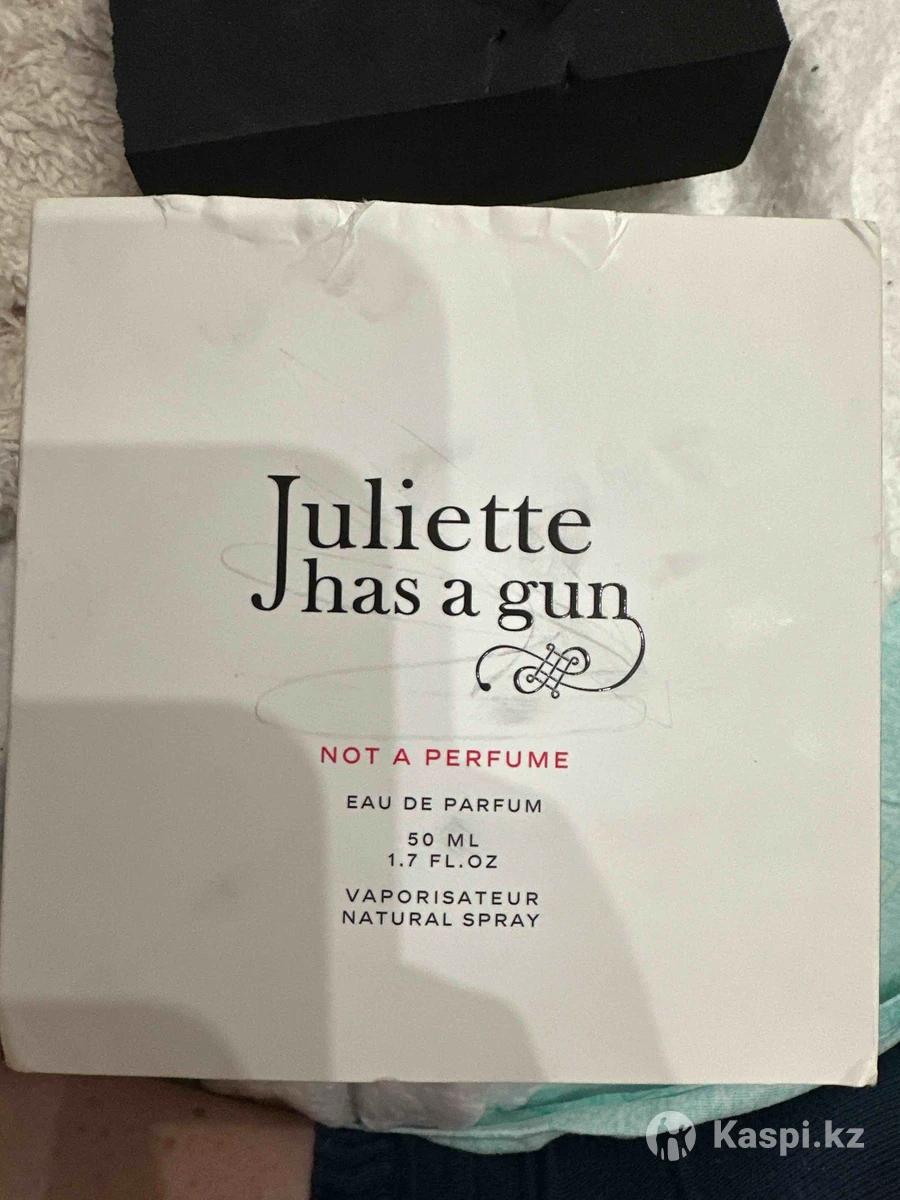 Juliette
has a gun
NOT A PERFUME
EAU DE PARFUM
50 ML
1.7 FL.OZ
VAPORISATEUR
NATURAL SPRAY
Kaspi.kz